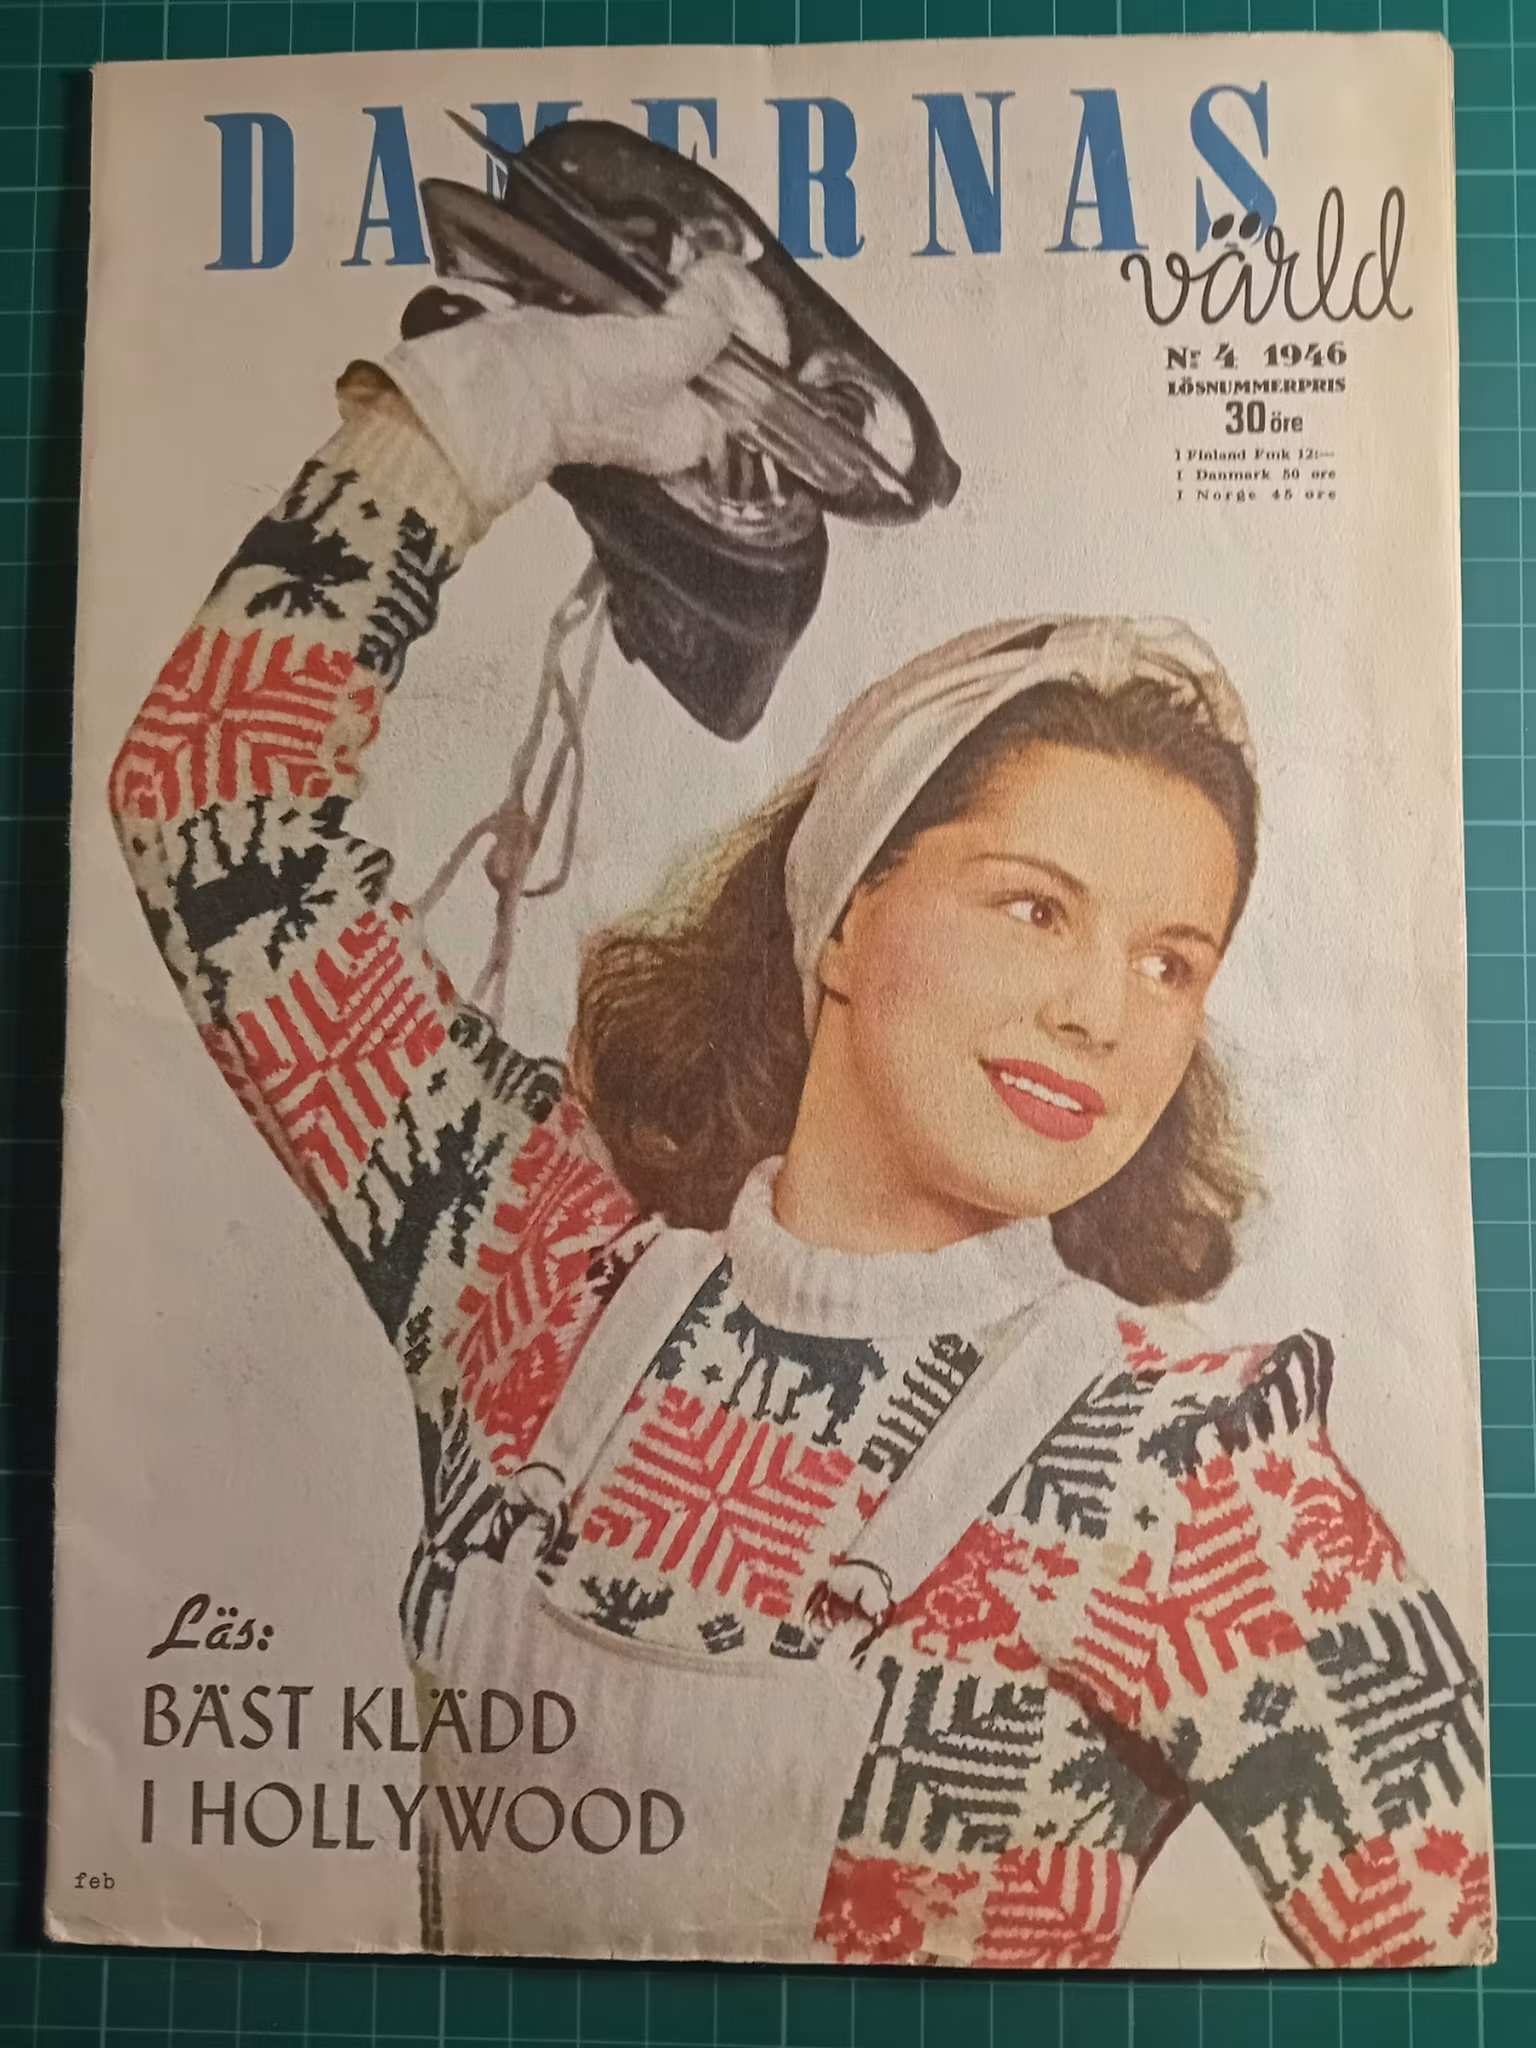 DAMERNAS
värld
Nr 4 1946
LÖSNUMMERPRIS
30 öre
I Finland Fmk 12:—
I Danmark 50 öre
I Norge 45 öre
Läs:
BÄST KLÄDD
I HOLLYWOOD
feb